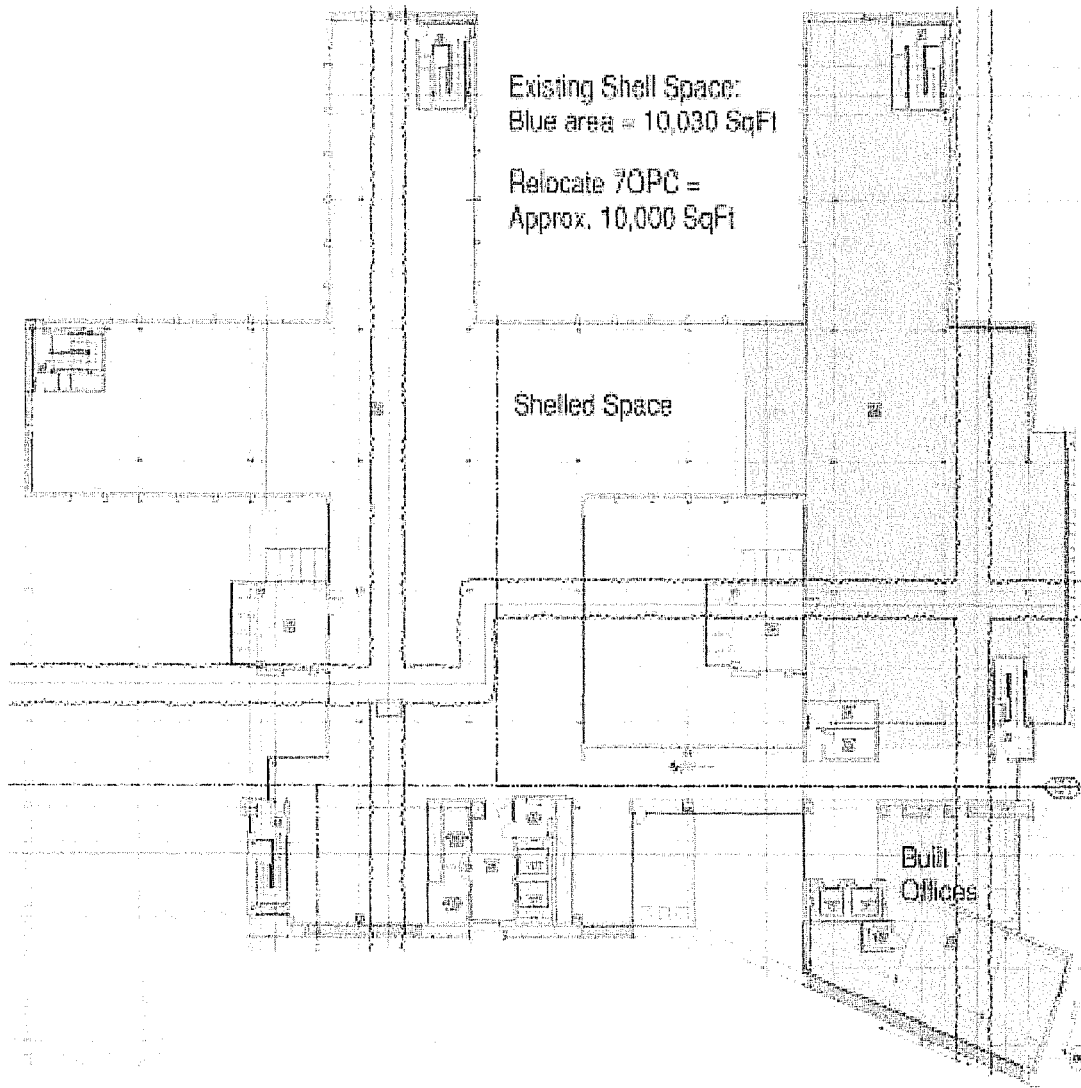 Existing Shell Space:
Blue area = 10,030 SqFt
Relocate 7OPC =
Approx. 10,000 SqFt
Shelled Space
Built
Offices